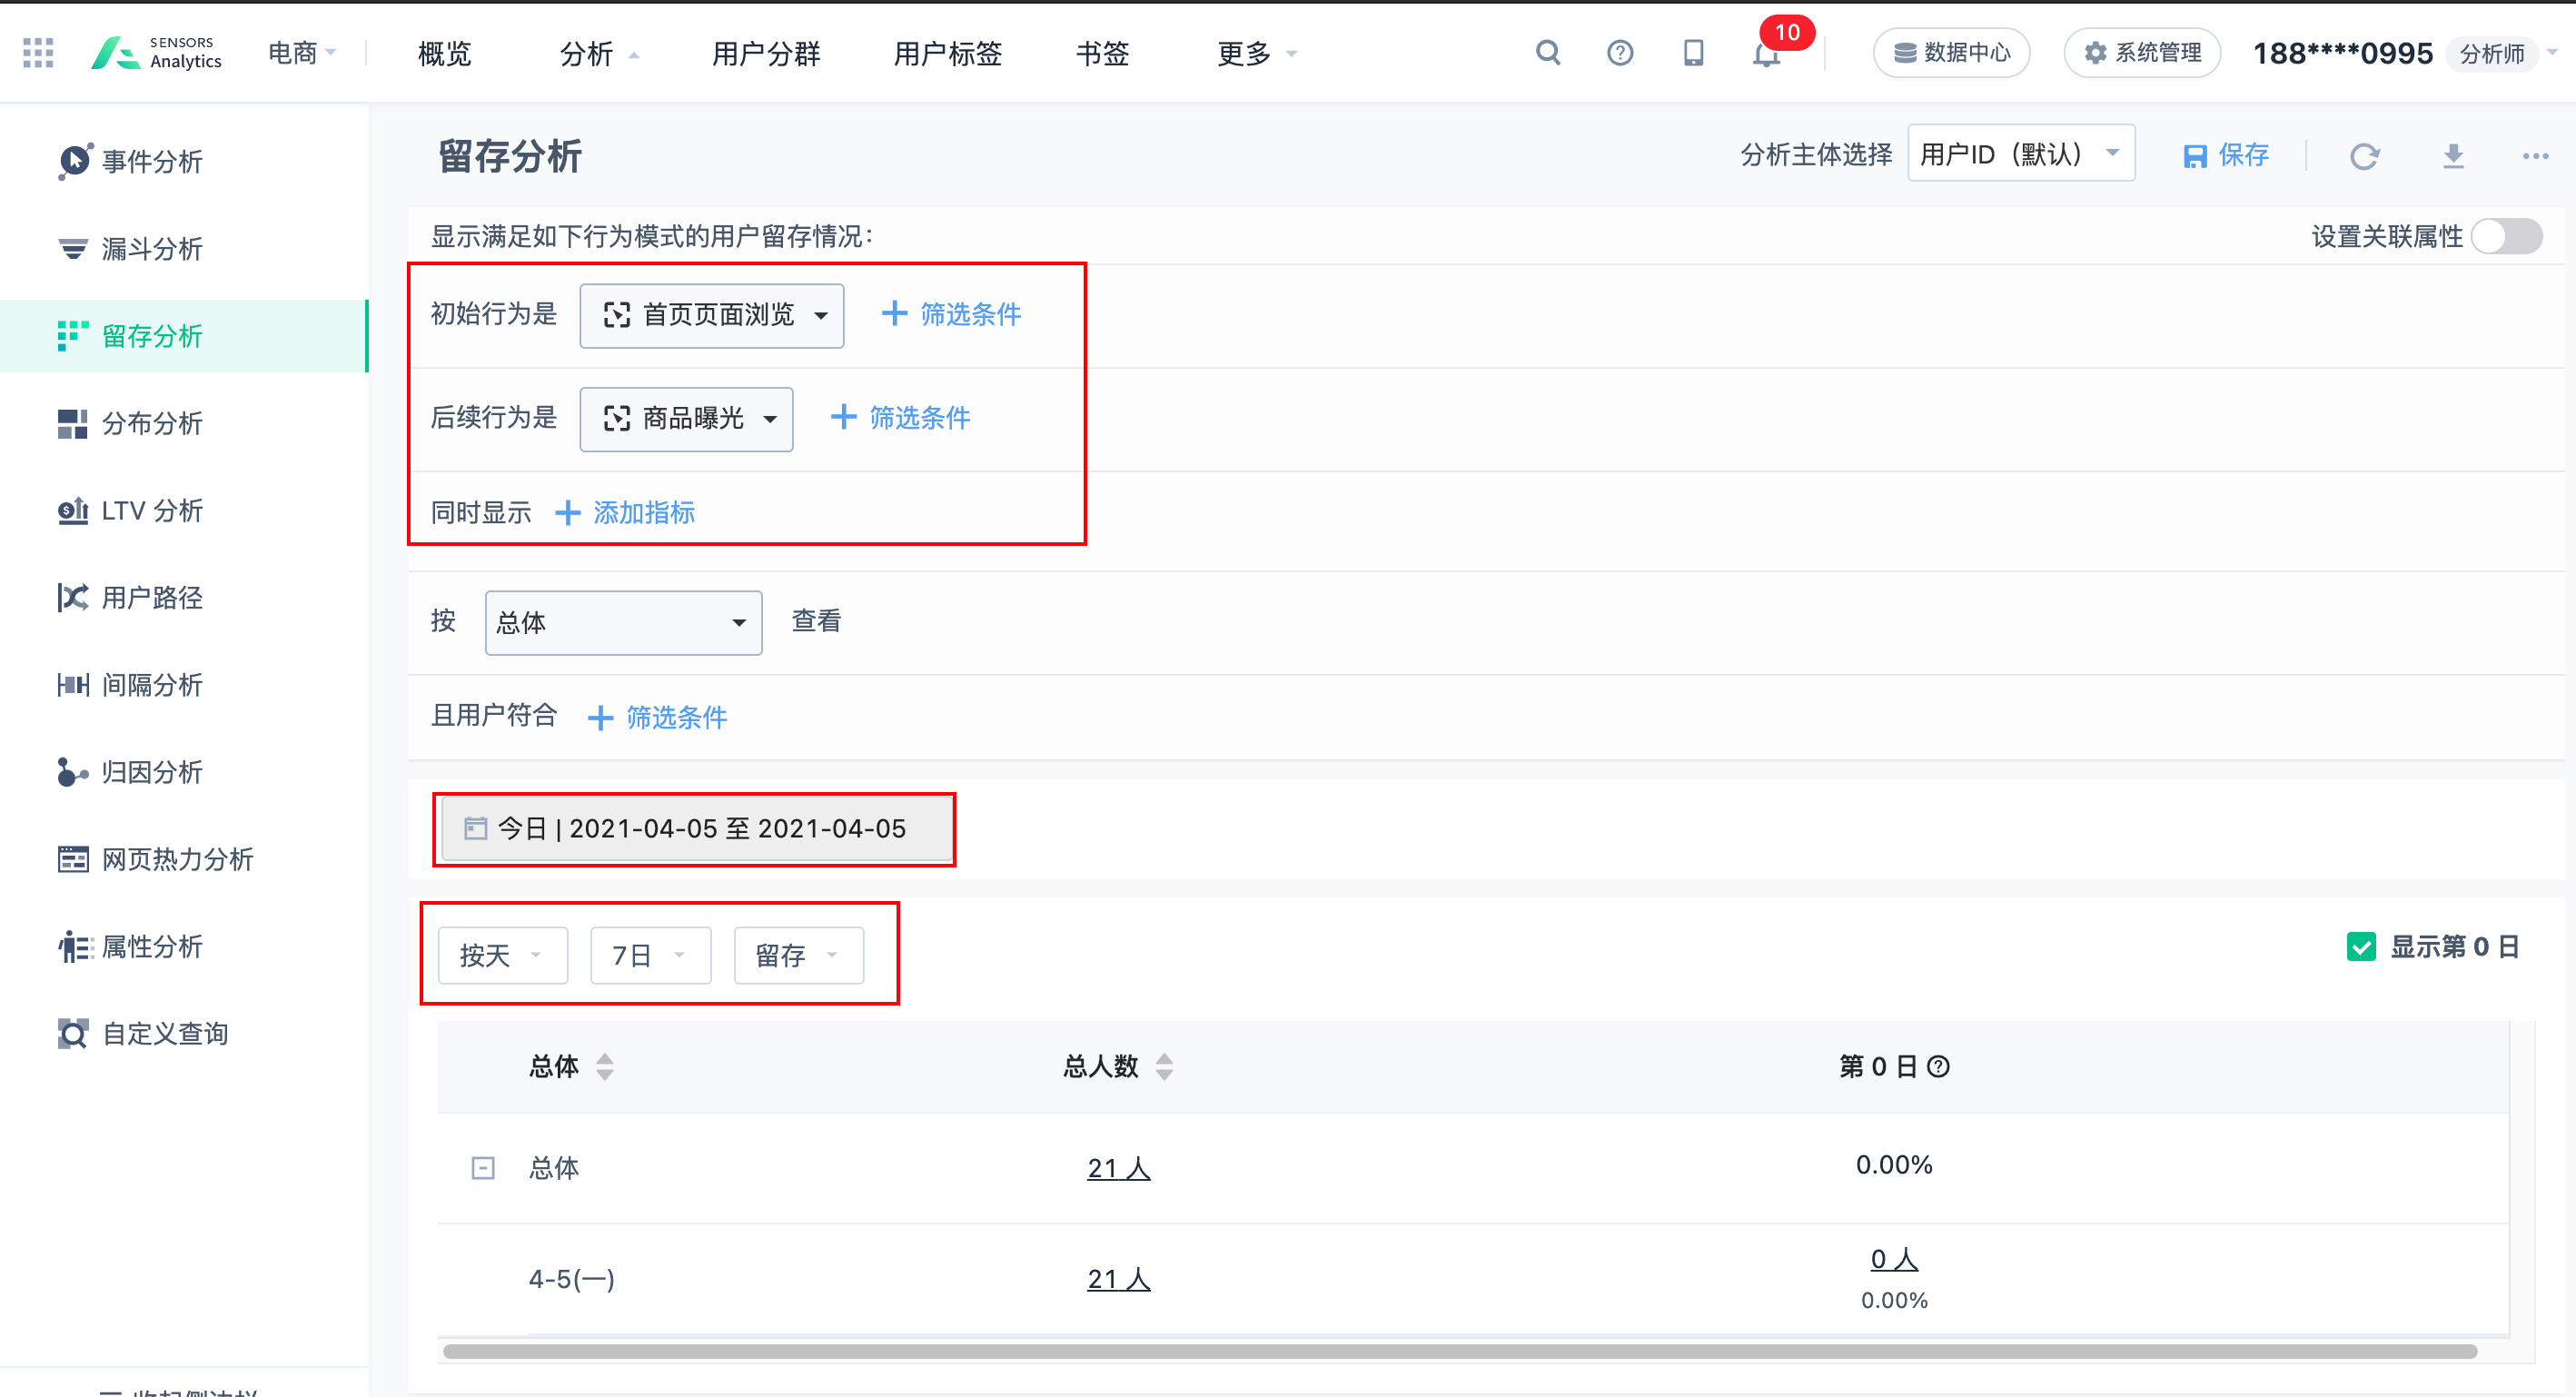 SENSORS
Analytics
电商
概览
分析
用户分群
用户标签
书签
更多
10
数据中心
系统管理
188****0995
分析师
事件分析
漏斗分析
留存分析
分布分析
LTV 分析
用户路径
间隔分析
归因分析
网页热力分析
属性分析
自定义查询
收起侧边栏
留存分析
分析主体选择
用户ID（默认）
保存
显示满足如下行为模式的用户留存情况：
设置关联属性
初始行为是 首页页面浏览 + 筛选条件
后续行为是 商品曝光 + 筛选条件
同时显示 + 添加指标
按 总体 查看
且用户符合 + 筛选条件
今日 | 2021-04-05 至 2021-04-05
按天 7日 留存
显示第 0 日
总体 总人数 第 0 日
总体 21 人 0.00%
4-5(一) 21 人 0 人
0.00%